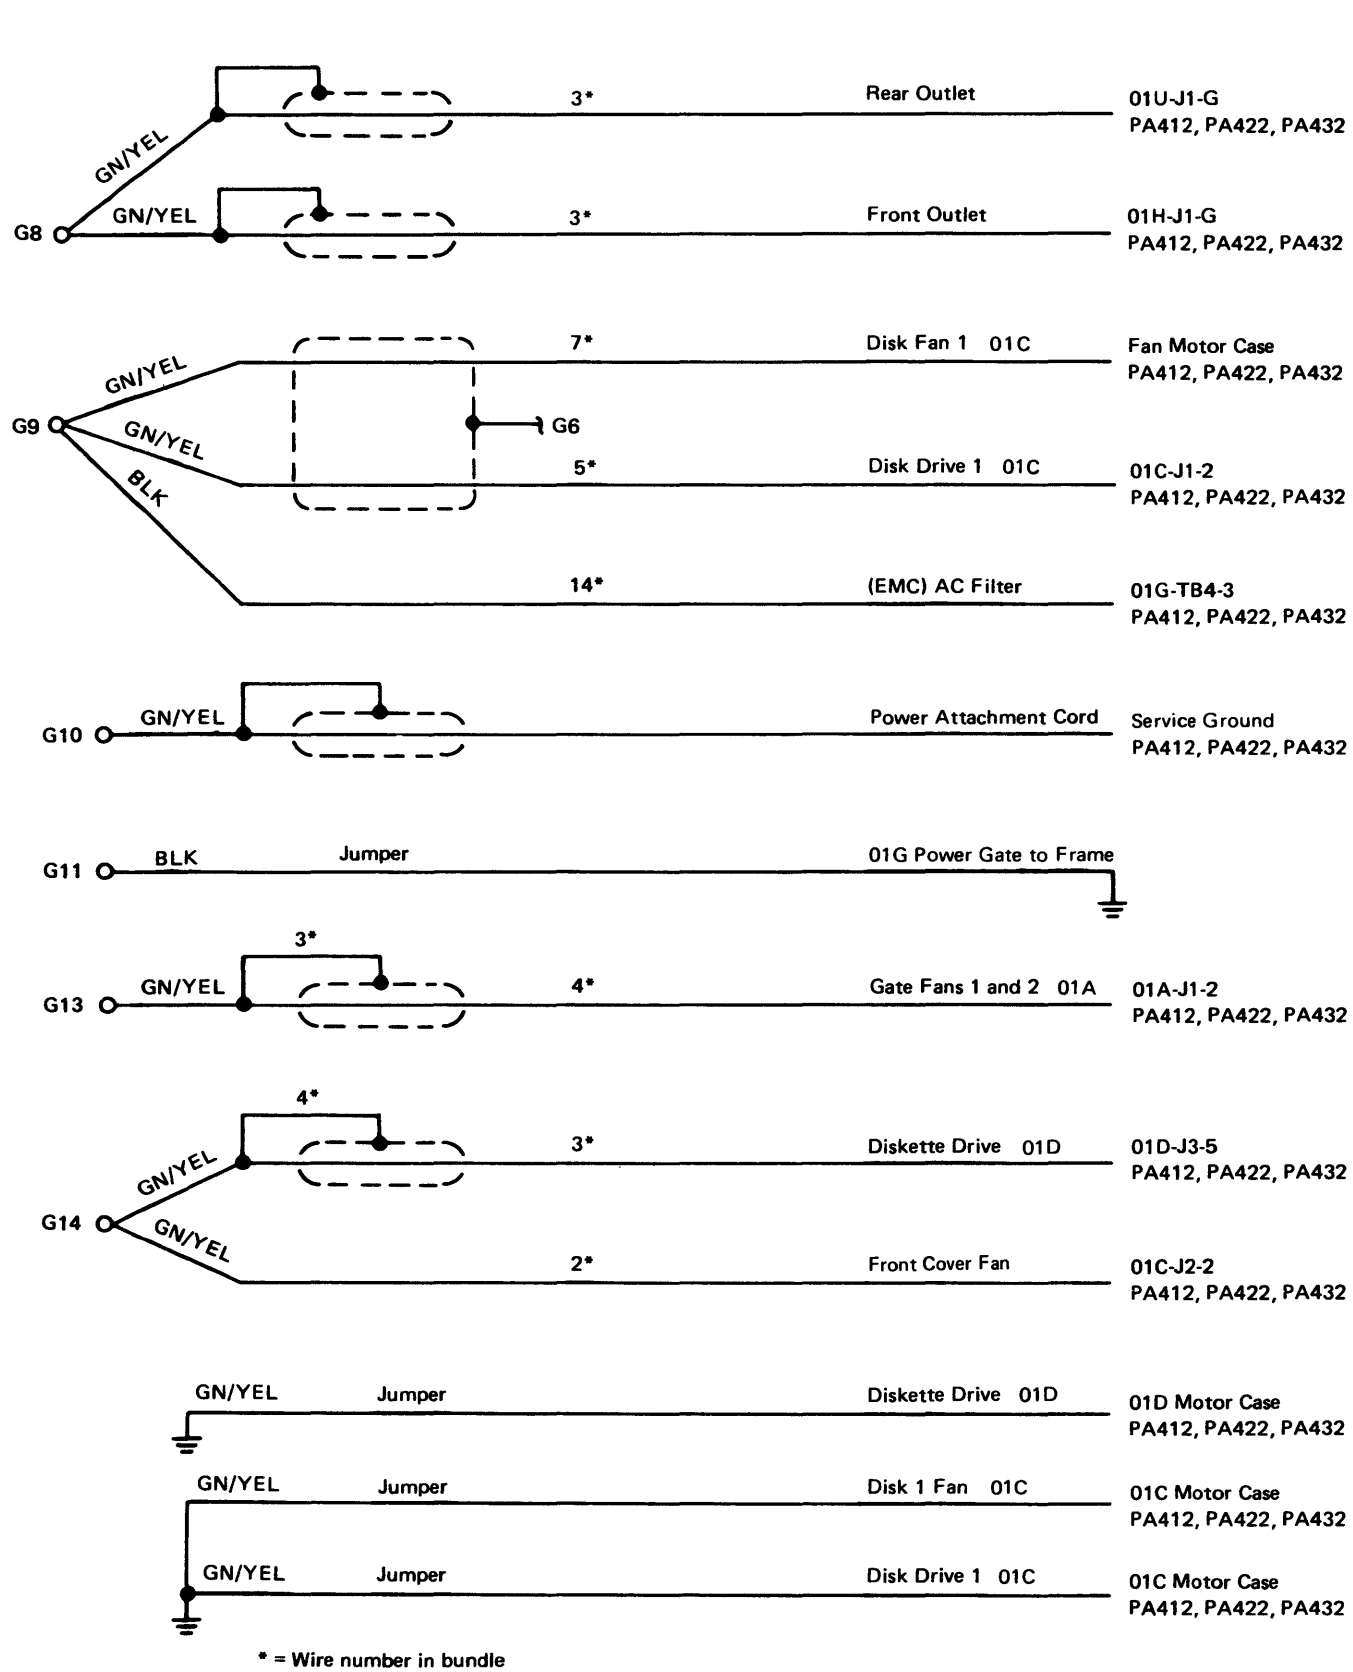 3* Rear Outlet 01U-J1-G
PA412, PA422, PA432
GN/YEL
G8 GN/YEL 3* Front Outlet 01H-J1-G
PA412, PA422, PA432
GN/YEL 7* Disk Fan 1 01C Fan Motor Case
PA412, PA422, PA432
G9 G6
GN/YEL 5* Disk Drive 1 01C 01C-J1-2
PA412, PA422, PA432
BLK 14* (EMC) AC Filter 01G-TB4-3
PA412, PA422, PA432
G10 GN/YEL Power Attachment Cord Service Ground
PA412, PA422, PA432
G11 BLK Jumper 01G Power Gate to Frame
3*
G13 GN/YEL 4* Gate Fans 1 and 2 01A 01A-J1-2
PA412, PA422, PA432
4*
GN/YEL 3* Diskette Drive 01D 01D-J3-5
PA412, PA422, PA432
G14
GN/YEL 2* Front Cover Fan 01C-J2-2
PA412, PA422, PA432
GN/YEL Jumper Diskette Drive 01D 01D Motor Case
PA412, PA422, PA432
GN/YEL Jumper Disk 1 Fan 01C 01C Motor Case
PA412, PA422, PA432
GN/YEL Jumper Disk Drive 1 01C 01C Motor Case
PA412, PA422, PA432
* = Wire number in bundle